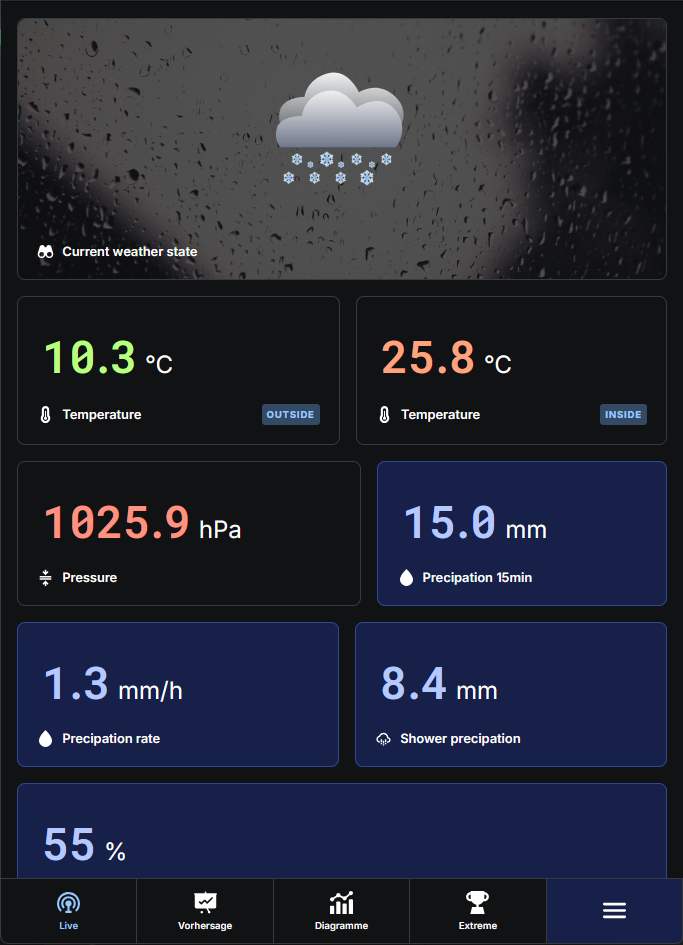 Current weather state
10.3 °C
Temperature
OUTSIDE
25.8 °C
Temperature
INSIDE
1025.9 hPa
Pressure
15.0 mm
Precipation 15min
1.3 mm/h
Precipation rate
8.4 mm
Shower precipation
55 %
Live
Vorhersage
Diagramme
Extreme